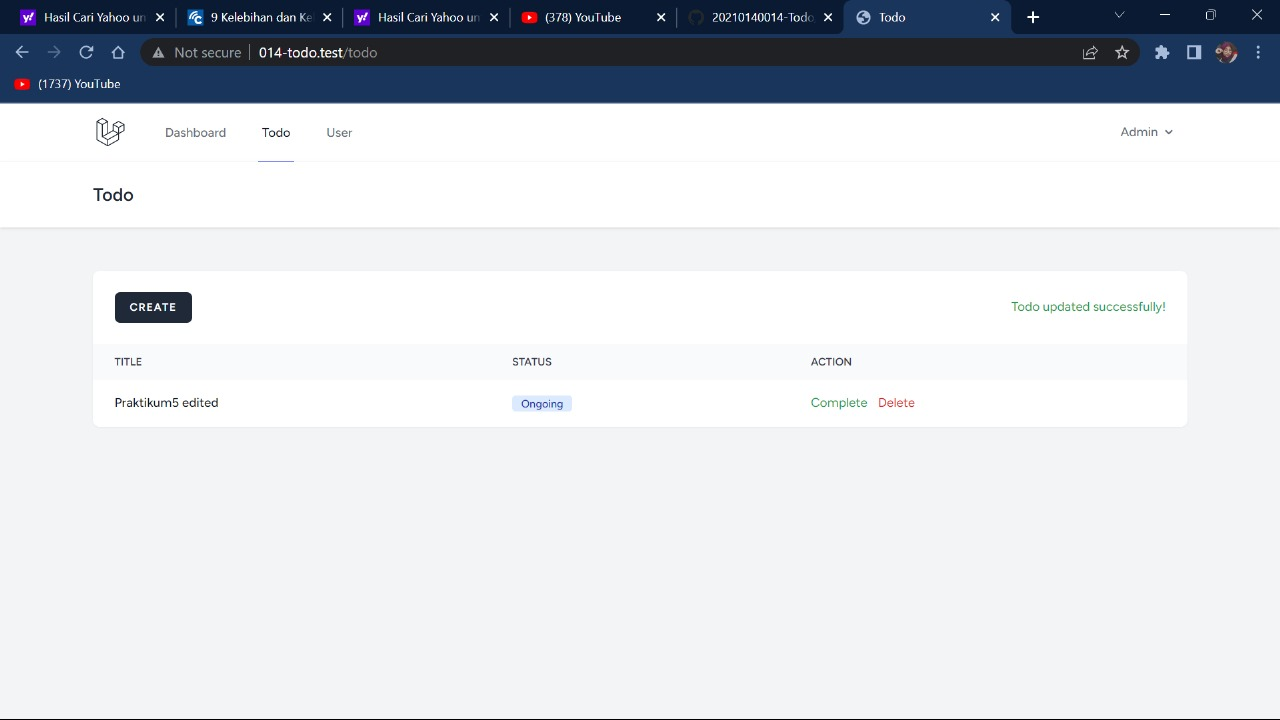 Hasil Cari Yahoo un
9 Kelebihan dan Ke
Hasil Cari Yahoo un
(378) YouTube
20210140014-Todo
Todo
Not secure
014-todo.test/todo
(1737) YouTube
Dashboard
Todo
User
Admin
Todo
CREATE
Todo updated successfully!
TITLE
STATUS
ACTION
Praktikum5 edited
Ongoing
Complete
Delete